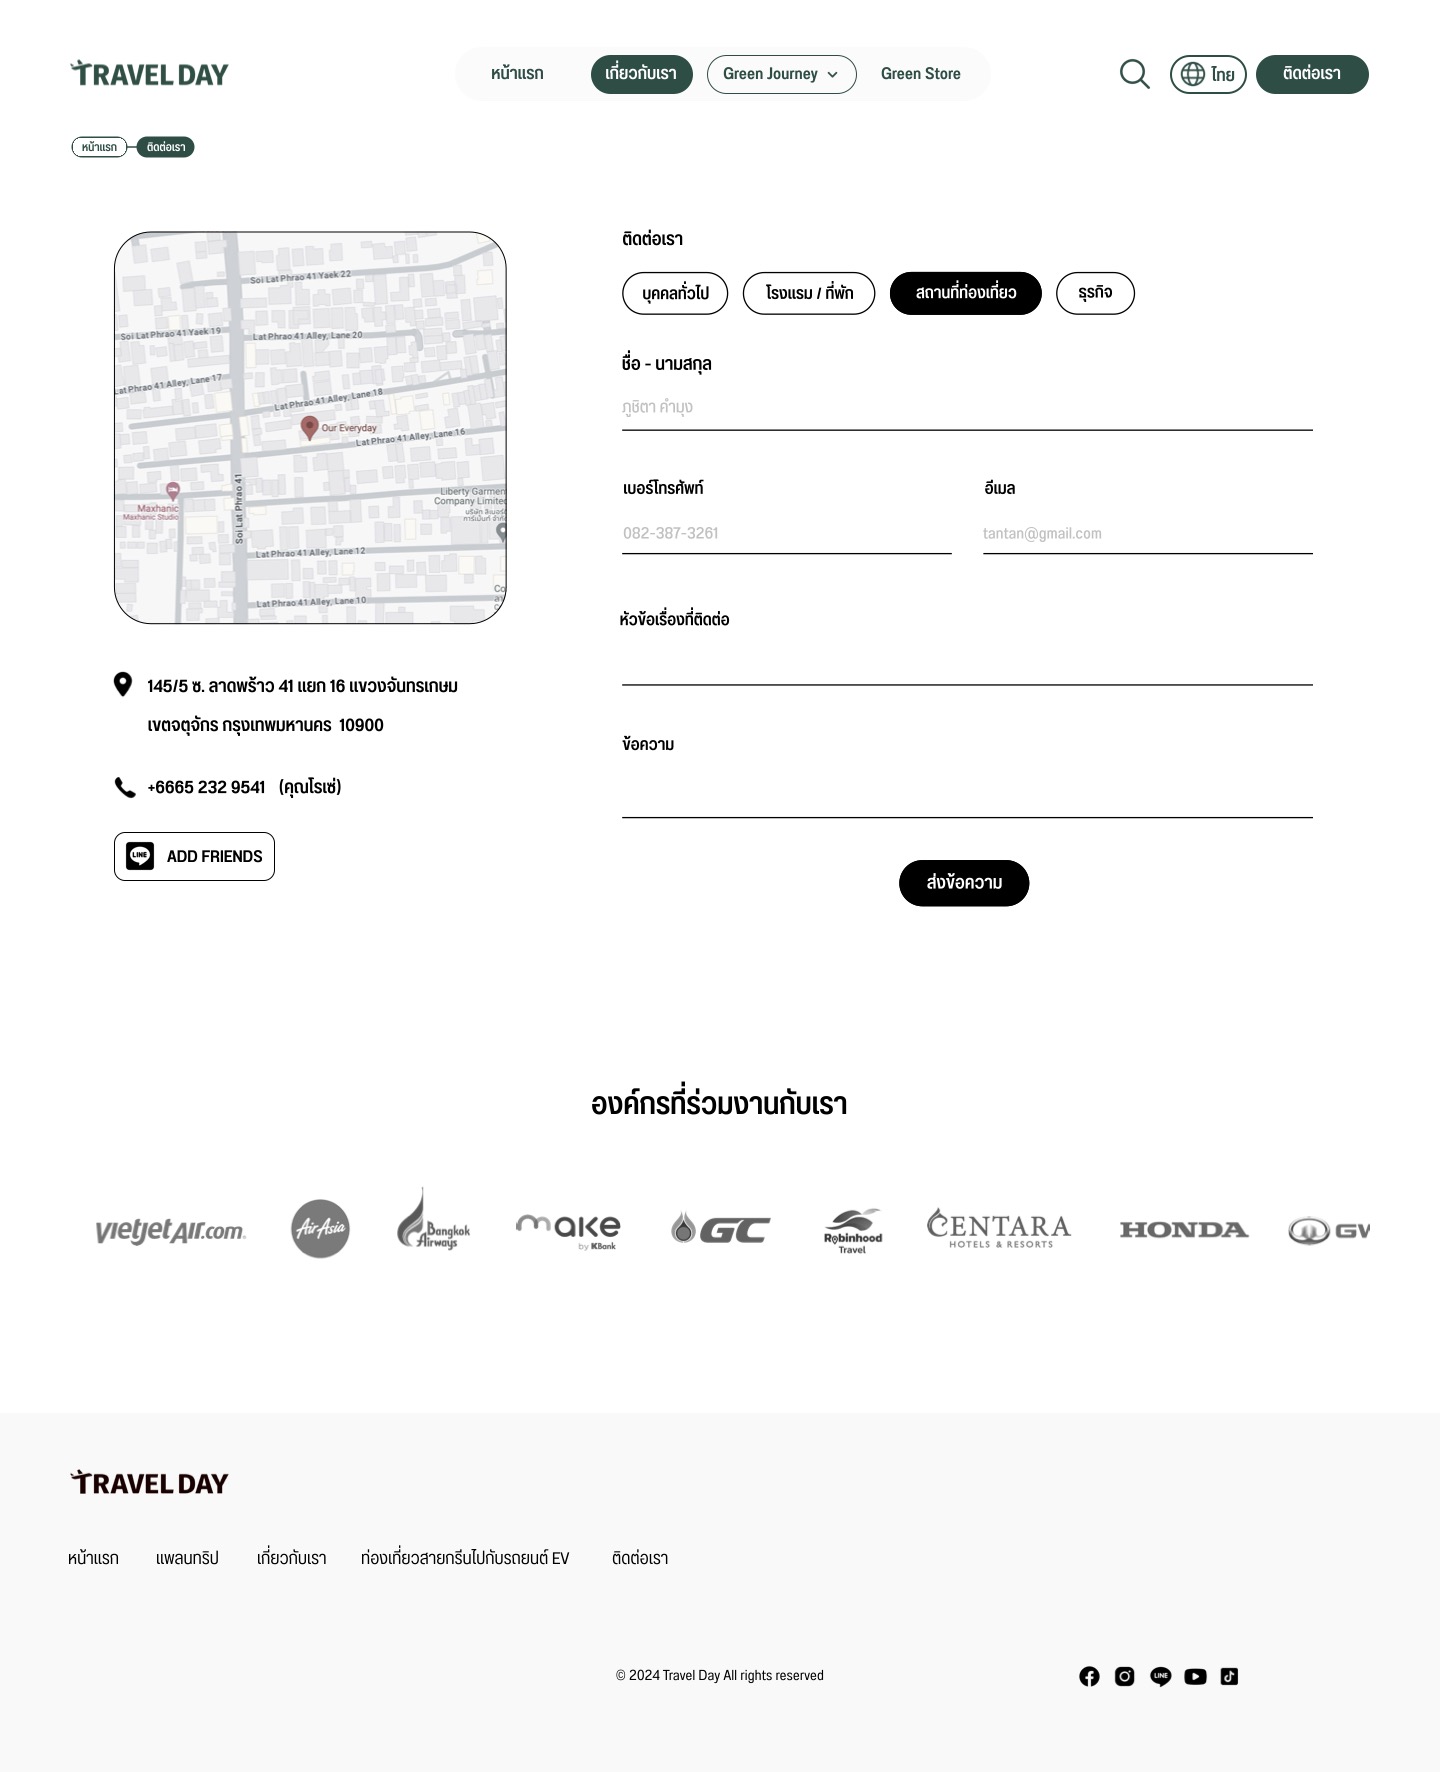 TRAVEL DAY
หน้าแรก
เกี่ยวกับเรา
Green Journey
Green Store
ไทย
ติดต่อเรา
หน้าแรก
ติดต่อเรา
Soi Lat Phrao 41 Yaek 22
Soi Lat Phrao 41 Yaek 19
Lat Phrao 41 Alley, Lane 20
Lat Phrao 41 Alley, Lane 17
Lat Phrao 41 Alley, Lane 18
Our Everyday
Lat Phrao 41 Alley, Lane 16
Soi Lat Phrao 41
Maxhanic
Maxhanic Studio
Liberty Garmen
Company Limite
Lat Phrao 41 Alley, Lane 12
Lat Phrao 41 Alley, Lane 10
Co
145/5 ซ. ลาดพร้าว 41 แยก 16 แขวงจันทรเกษม
เขตจตุจักร กรุงเทพมหานคร 10900
+6665 232 9541 (คุณโรเซ่)
LINE ADD FRIENDS
ติดต่อเรา
บุคคลทั่วไป
โรงแรม / ที่พัก
สถานที่ท่องเที่ยว
ธุรกิจ
ชื่อ - นามสกุล
ภูชิตา คำมุง
เบอร์โทรศัพท์
อีเมล
082-387-3261
tantan@gmail.com
หัวข้อเรื่องที่ติดต่อ
ข้อความ
ส่งข้อความ
องค์กรที่ร่วมงานกับเรา
vietjetAir.com
AirAsia
Bangkok
Airways
make
by KBank
GC
Robinhood
Travel
CENTARA
HOTELS & RESORTS
HONDA
GW
TRAVEL DAY
หน้าแรก
แพลนทริป
เกี่ยวกับเรา
ท่องเที่ยวสายกรีนไปกับรถยนต์ EV
ติดต่อเรา
© 2024 Travel Day All rights reserved
LINE